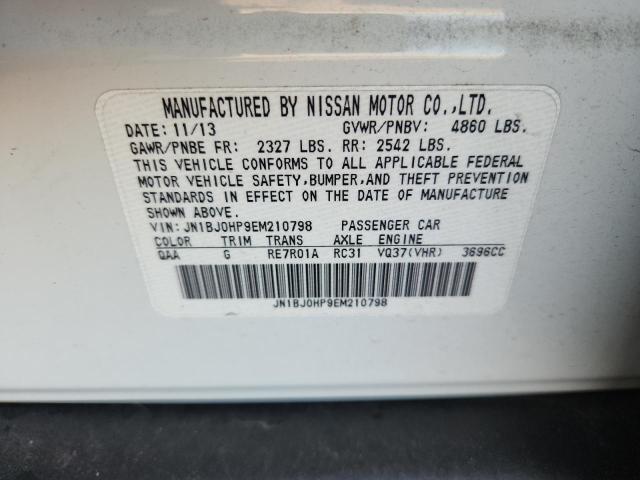 MANUFACTURED BY NISSAN MOTOR CO.,LTD.
DATE: 11/13 GVWR/PNBV: 4860 LBS.
GAWR/PNBE FR: 2327 LBS. RR: 2542 LBS.
THIS VEHICLE CONFORMS TO ALL APPLICABLE FEDERAL
MOTOR VEHICLE SAFETY,BUMPER,AND THEFT PREVENTION
STANDARDS IN EFFECT ON THE DATE OF MANUFACTURE
SHOWN ABOVE.
VIN: JN1BJ0HP9EM210798 PASSENGER CAR
COLOR TRIM TRANS AXLE ENGINE
QAA G RE7R01A RC31 VQ37(VHR) 3696CC
JN1BJ0HP9EM210798